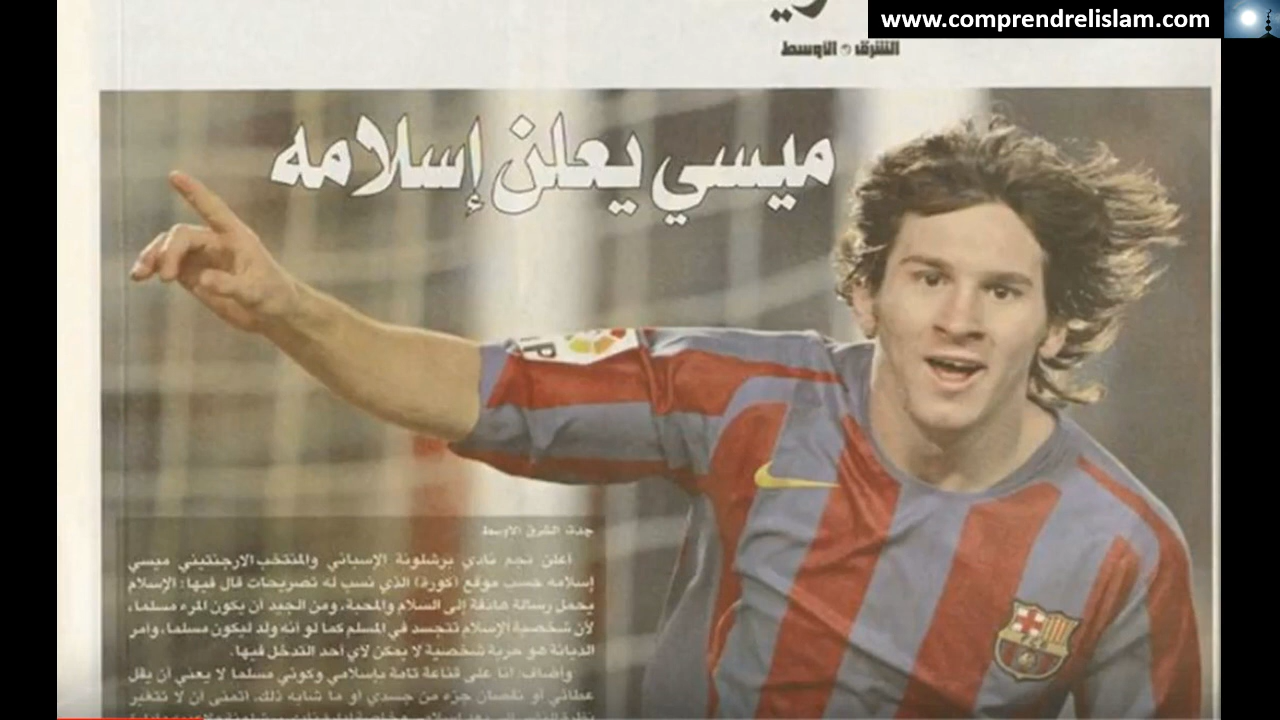 www.comprendrelislam.com
الشرق الأوسط
ميسي يعلن إسلامه
جدة: الشرق الأوسط
أعلن نجم نادي برشلونة الإسباني والمنتخب الارجنتيني ميسي
إسلامه حسب موقع (كورة) الذي نسب له تصريحات قال فيها: الإسلام
يحمل رسالة هادفة إلى السلام والمحبة، ومن الجيد أن يكون المرء مسلما،
لأن شخصية الإسلام تتجسد في المسلم كما لو أنه ولد ليكون مسلما، وأمر
الديانة هو حرية شخصية لا يمكن لاي أحد التدخل فيها.
وأضاف: أنا على قناعة تامة بإسلامي وكوني مسلما لا يعني أن يقل
عطائي أو نقصان جزء من جسدي أو ما شابه ذلك، اتمنى أن لا تتغير